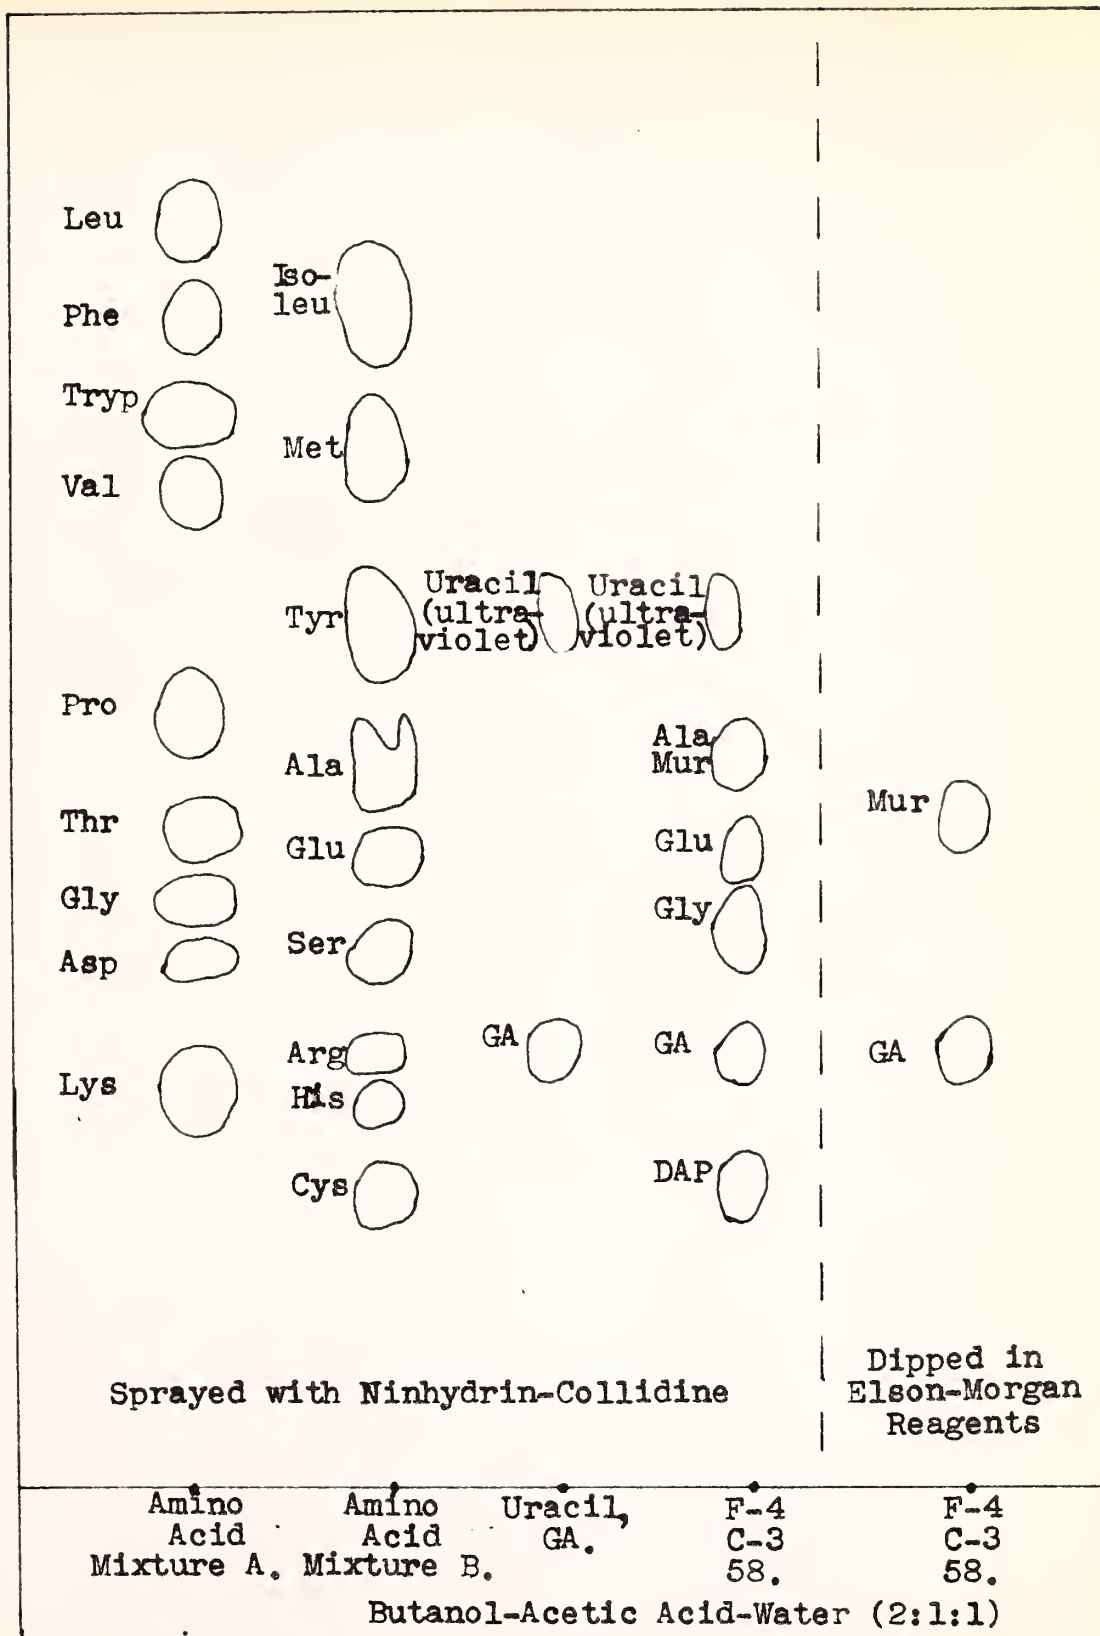 Leu
Phe
Tryp
Val
Pro
Thr
Gly
Asp
Lys
Iso-
leu
Met
Tyr
Ala
Glu
Ser
Arg
His
Cys
Uracil
(ultra-
violet)
GA
Uracil
(ultra-
violet)
Ala
Mur
Glu
Gly
GA
DAP
Mur
GA
Sprayed with Ninhydrin-Collidine
Dipped in
Elson-Morgan
Reagents
Amino
Acid
Mixture A.
Amino
Acid
Mixture B.
Uracil,
GA.
F-4
C-3
58.
F-4
C-3
58.
Butanol-Acetic Acid-Water (2:1:1)